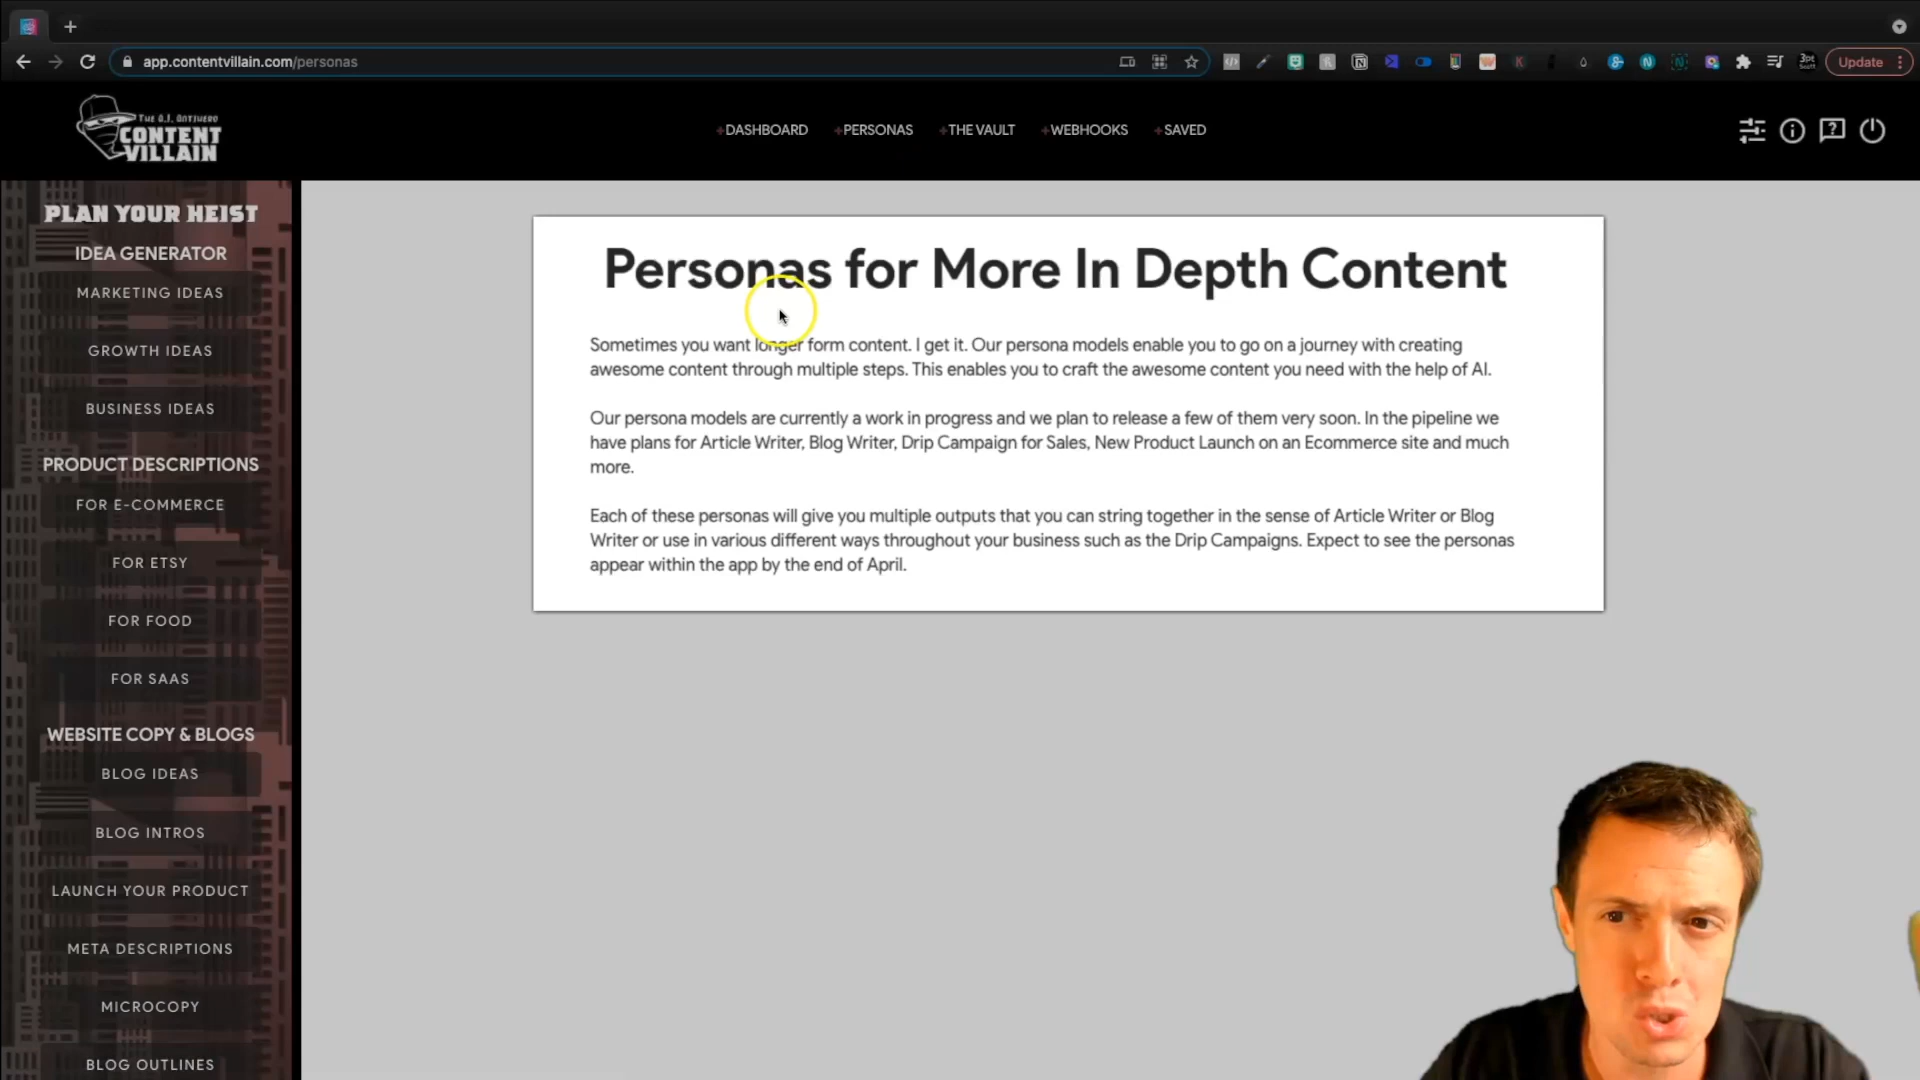 app.contentvillain.com/personas
Update
THE A.I. ANTIHERO
CONTENT
VILLAIN
+DASHBOARD +PERSONAS +THE VAULT +WEBHOOKS +SAVED
PLAN YOUR HEIST
IDEA GENERATOR
MARKETING IDEAS
GROWTH IDEAS
BUSINESS IDEAS
PRODUCT DESCRIPTIONS
FOR E-COMMERCE
FOR ETSY
FOR FOOD
FOR SAAS
WEBSITE COPY & BLOGS
BLOG IDEAS
BLOG INTROS
LAUNCH YOUR PRODUCT
META DESCRIPTIONS
MICROCOPY
BLOG OUTLINES
Personas for More In Depth Content
Sometimes you want longer form content. I get it. Our persona models enable you to go on a journey with creating
awesome content through multiple steps. This enables you to craft the awesome content you need with the help of AI.
Our persona models are currently a work in progress and we plan to release a few of them very soon. In the pipeline we
have plans for Article Writer, Blog Writer, Drip Campaign for Sales, New Product Launch on an Ecommerce site and much
more.
Each of these personas will give you multiple outputs that you can string together in the sense of Article Writer or Blog
Writer or use in various different ways throughout your business such as the Drip Campaigns. Expect to see the personas
appear within the app by the end of April.